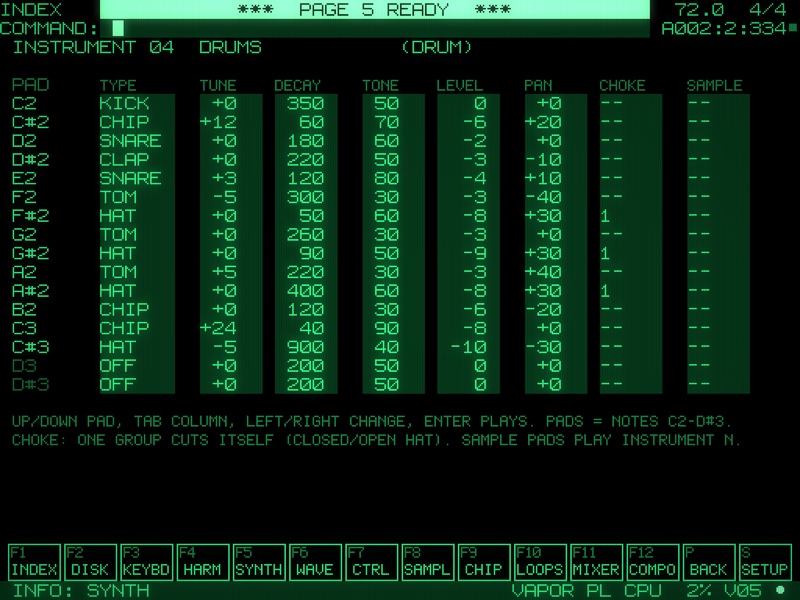 INDEX *** PAGE 5 READY *** 72.0 4/4
COMMAND: A002:2:334
INSTRUMENT 04 DRUMS (DRUM)
PAD TYPE TUNE DECAY TONE LEVEL PAN CHOKE SAMPLE
C2 KICK +0 350 50 0 +0 -- --
C#2 CHIP +12 60 70 -6 +20 -- --
D2 SNARE +0 180 60 -2 +0 -- --
D#2 CLAP +0 220 50 -3 -10 -- --
E2 SNARE +3 120 80 -4 +10 -- --
F2 TOM -5 300 30 -3 -40 -- --
F#2 HAT +0 50 60 -8 +30 1 --
G2 TOM +0 260 30 -3 +0 -- --
G#2 HAT +0 90 50 -9 +30 1 --
A2 TOM +5 220 30 -3 +40 -- --
A#2 HAT +0 400 60 -8 +30 1 --
B2 CHIP +0 120 30 -6 -20 -- --
C3 CHIP +24 40 90 -8 +0 -- --
C#3 HAT -5 900 40 -10 -30 -- --
D3 OFF +0 200 50 0 +0 -- --
D#3 OFF +0 200 50 0 +0 -- --
UP/DOWN PAD, TAB COLUMN, LEFT/RIGHT CHANGE, ENTER PLAYS. PADS = NOTES C2-D#3.
CHOKE: ONE GROUP CUTS ITSELF (CLOSED/OPEN HAT). SAMPLE PADS PLAY INSTRUMENT N.
F1 F2 F3 F4 F5 F6 F7 F8 F9 F10 F11 F12 P S
INDEX DISK KEYBD HARM SYNTH WAVE CTRL SAMPL CHIP LOOPS MIXER COMPO BACK SETUP
INFO: SYNTH VAPOR PL CPU 2% V05